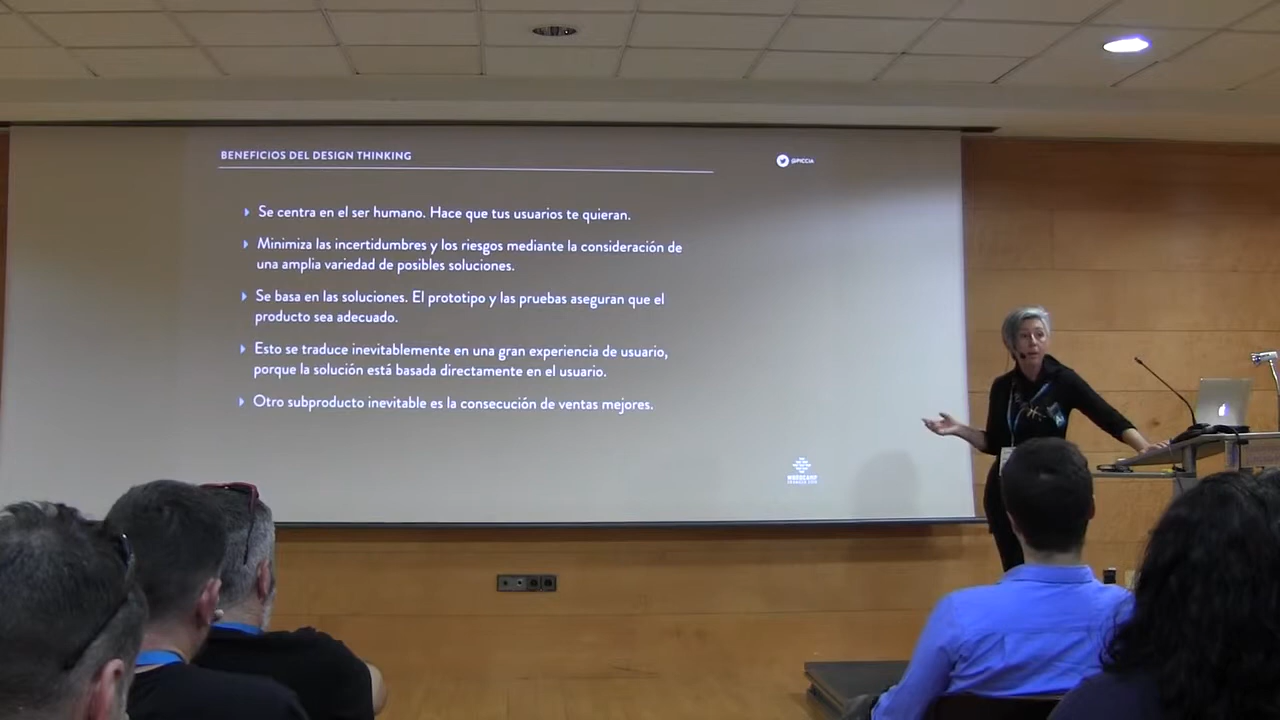 BENEFICIOS DEL DESIGN THINKING
@PICCIA
Se centra en el ser humano. Hace que tus usuarios te quieran.
Minimiza las incertidumbres y los riesgos mediante la consideración de
una amplia variedad de posibles soluciones.
Se basa en las soluciones. El prototipo y las pruebas aseguran que el
producto sea adecuado.
Esto se traduce inevitablemente en una gran experiencia de usuario,
porque la solución está basada directamente en el usuario.
Otro subproducto inevitable es la consecución de ventas mejores.
WORDCAMP